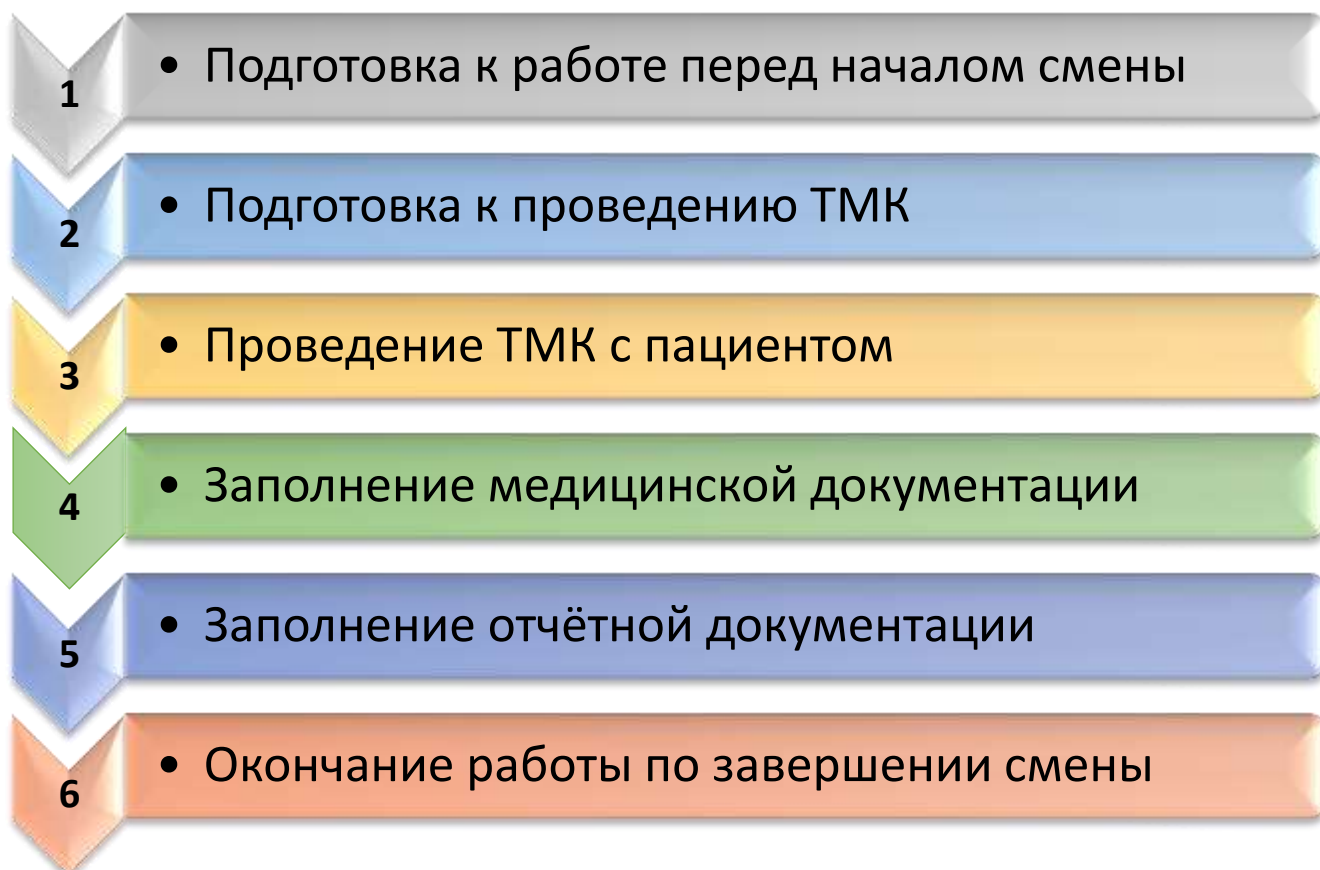 1
• Подготовка к работе перед началом смены
2
• Подготовка к проведению ТМК
3
• Проведение ТМК с пациентом
4
• Заполнение медицинской документации
5
• Заполнение отчётной документации
6
• Окончание работы по завершении смены